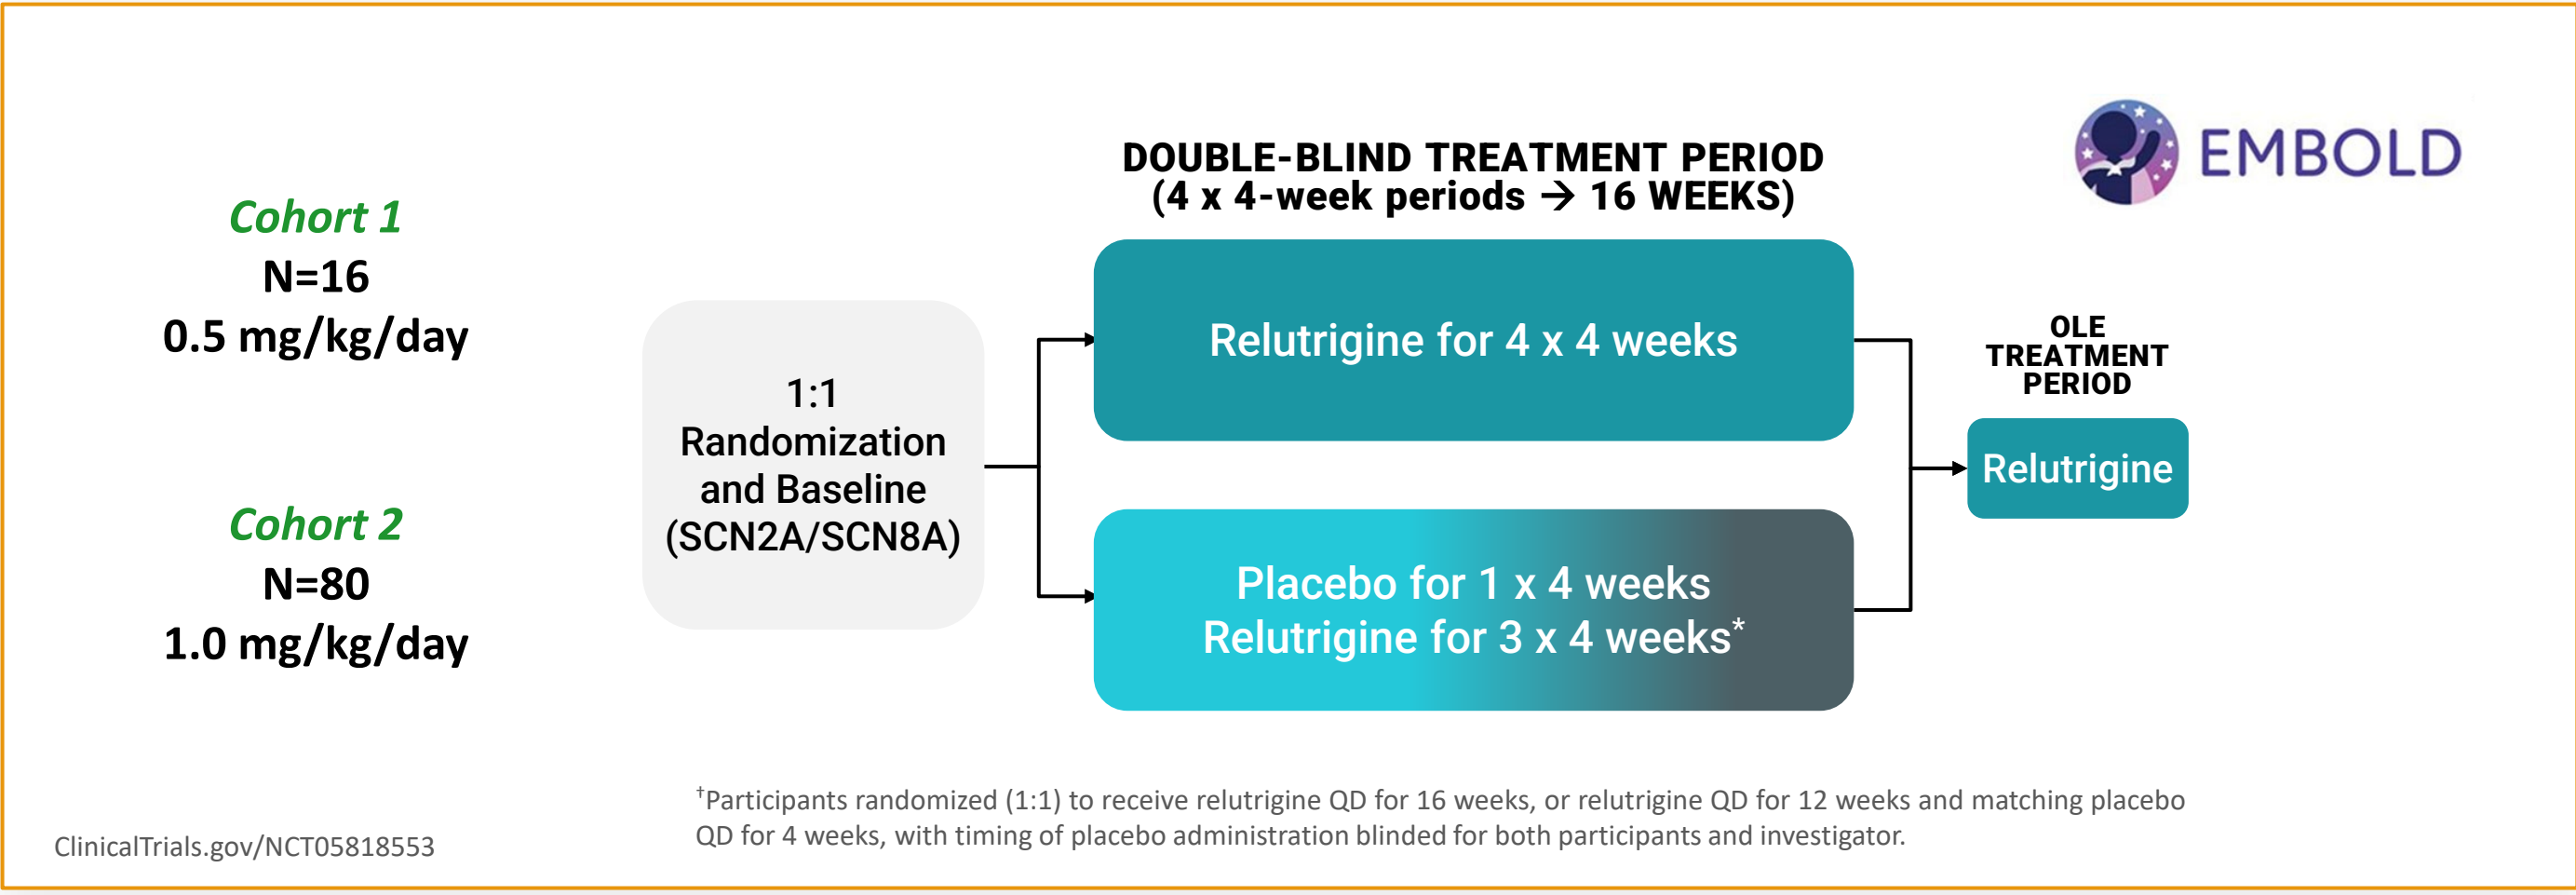 EMBOLD
Cohort 1
N=16
0.5 mg/kg/day
Cohort 2
N=80
1.0 mg/kg/day
1:1
Randomization
and Baseline
(SCN2A/SCN8A)
DOUBLE-BLIND TREATMENT PERIOD
(4 x 4-week periods → 16 WEEKS)
Relutrigine for 4 x 4 weeks
Placebo for 1 x 4 weeks
Relutrigine for 3 x 4 weeks*
OLE
TREATMENT
PERIOD
Relutrigine
†Participants randomized (1:1) to receive relutrigine QD for 16 weeks, or relutrigine QD for 12 weeks and matching placebo
QD for 4 weeks, with timing of placebo administration blinded for both participants and investigator.
ClinicalTrials.gov/NCT05818553